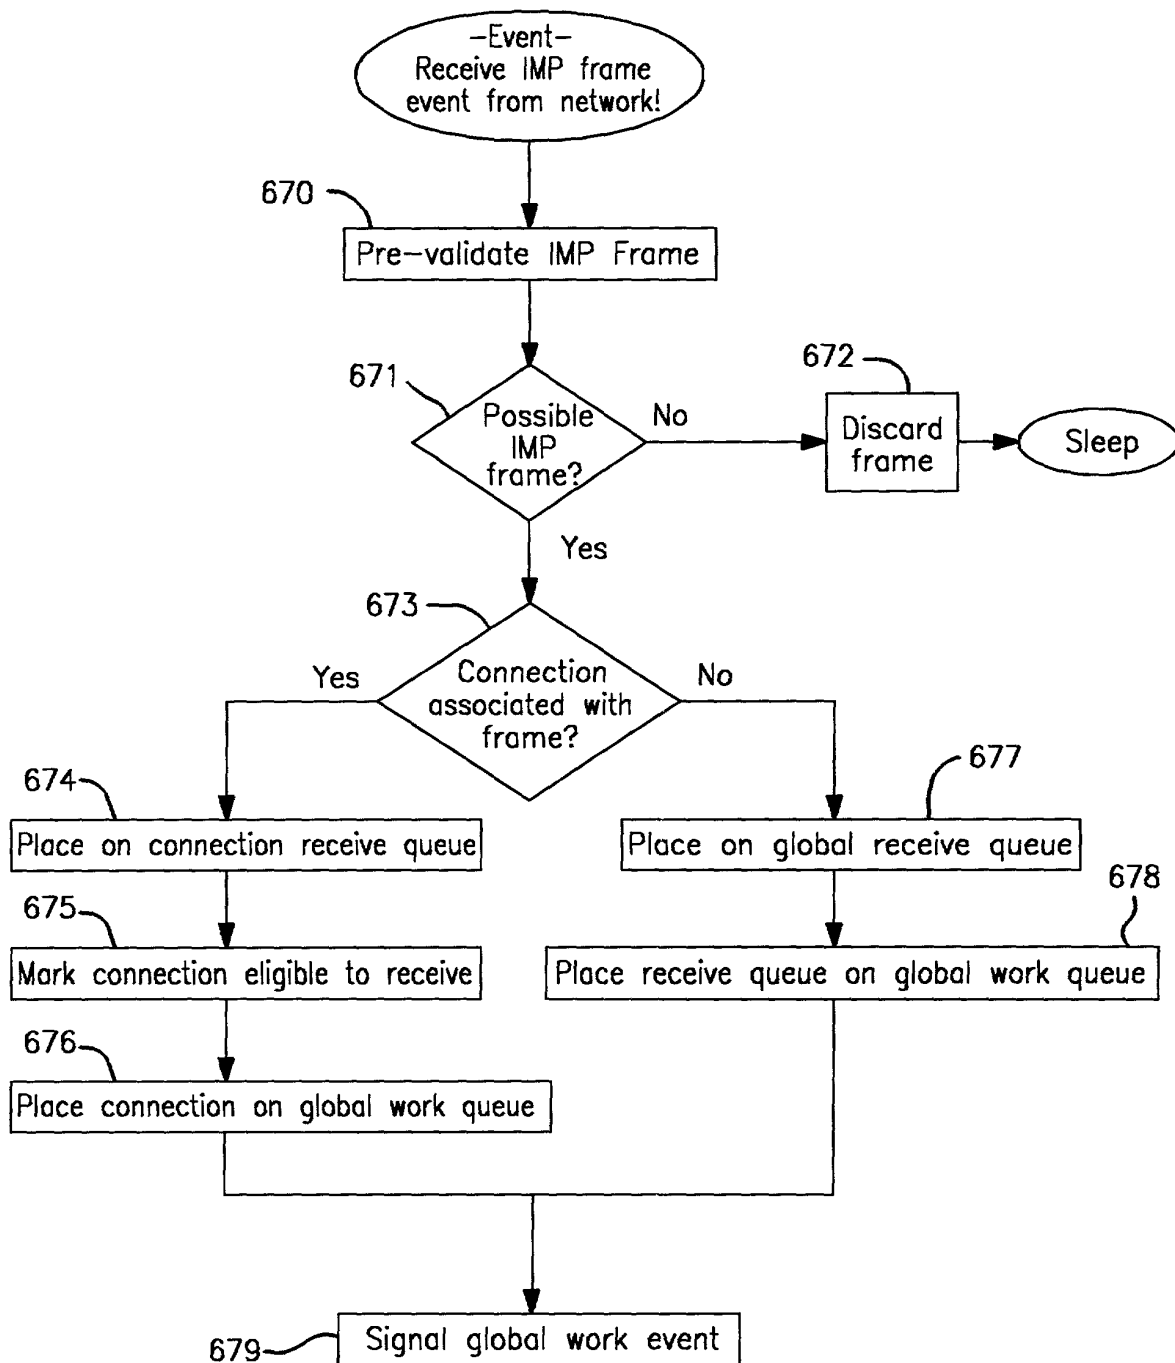 -Event-
Receive IMP frame
event from network!
670
Pre-validate IMP Frame
671
Possible
IMP
frame?
No
672
Discard
frame
Sleep
Yes
673
Connection
associated with
frame?
Yes
No
674
Place on connection receive queue
677
Place on global receive queue
675
Mark connection eligible to receive
678
Place receive queue on global work queue
676
Place connection on global work queue
679
Signal global work event